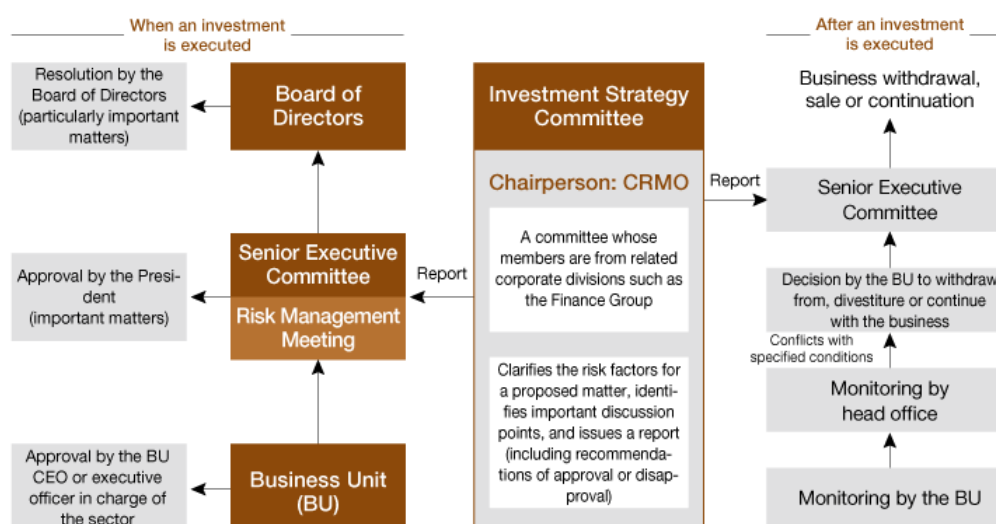 When an investment
is executed
Resolution by the
Board of Directors
(particularly important
matters)
Board of
Directors
Approval by the Presi-
dent
(important matters)
Senior Executive
Committee
Risk Management
Meeting
Approval by the BU
CEO or executive
officer in charge of
the sector
Business Unit
(BU)
Report
Investment Strategy
Committee
Chairperson: CRMO
A committee whose
members are from related
corporate divisions such as
the Finance Group
Clarifies the risk factors for
a proposed matter, identi-
fies important discussion
points, and issues a report
(including recommenda-
tions of approval or disap-
proval)
Report
After an investment
is executed
Business withdrawal,
sale or continuation
Senior Executive
Committee
Decision by the BU to withdraw
from, divestiture or continue
with the business
Conflicts with
specified conditions
Monitoring by
head office
Monitoring by the BU